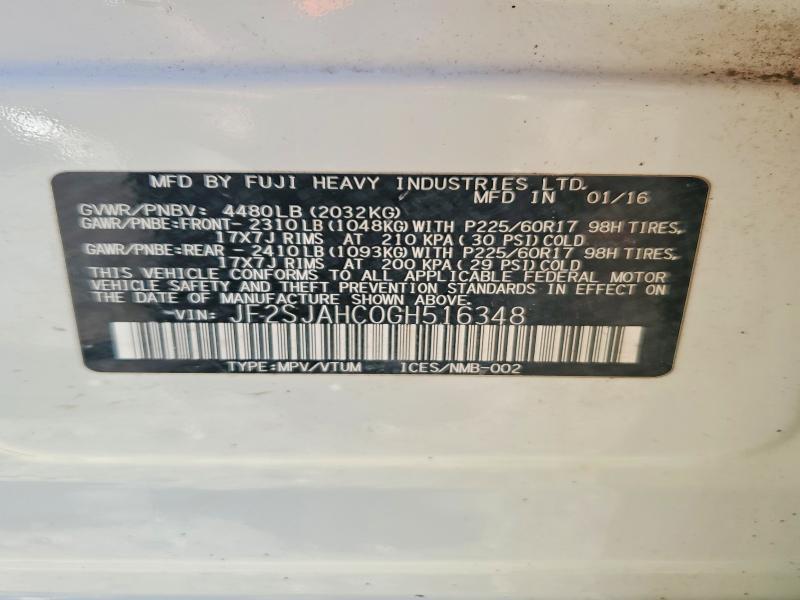 MFD BY FUJI HEAVY INDUSTRIES LTD.
MFD IN 01/16
GVWR/PNBV: 4480LB(2032KG)
GAWR/PNBE:FRONT-2310LB(1048KG)WITH P225/60R17 98H TIRES,
17X7J RIMS AT 210 KPA(30 PSI)COLD
GAWR/PNBE:REAR -2410LB(1093KG)WITH P225/60R17 98H TIRES,
17X7J RIMS AT 200 KPA(29 PSI)COLD
THIS VEHICLE CONFORMS TO ALL APPLICABLE FEDERAL MOTOR
VEHICLE SAFETY AND THEFT PREVENTION STANDARDS IN EFFECT ON
THE DATE OF MANUFACTURE SHOWN ABOVE.
-VIN: JF2SJAHC0GH516348
TYPE:MPV/VTUM ICES/NMB-002